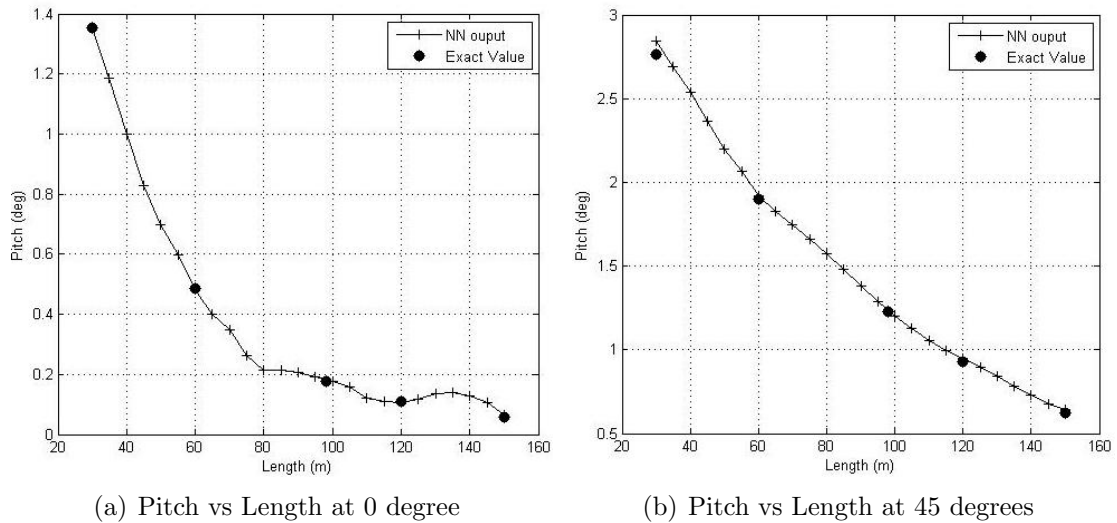 1.4
1.2
1
0.8
0.6
0.4
0.2
0
Pitch (deg)
20 40 60 80 100 120 140 160
Length (m)
NN ouput
Exact Value
(a) Pitch vs Length at 0 degree
3
2.5
2
1.5
1
0.5
Pitch (deg)
20 40 60 80 100 120 140 160
Length (m)
NN ouput
Exact Value
(b) Pitch vs Length at 45 degrees